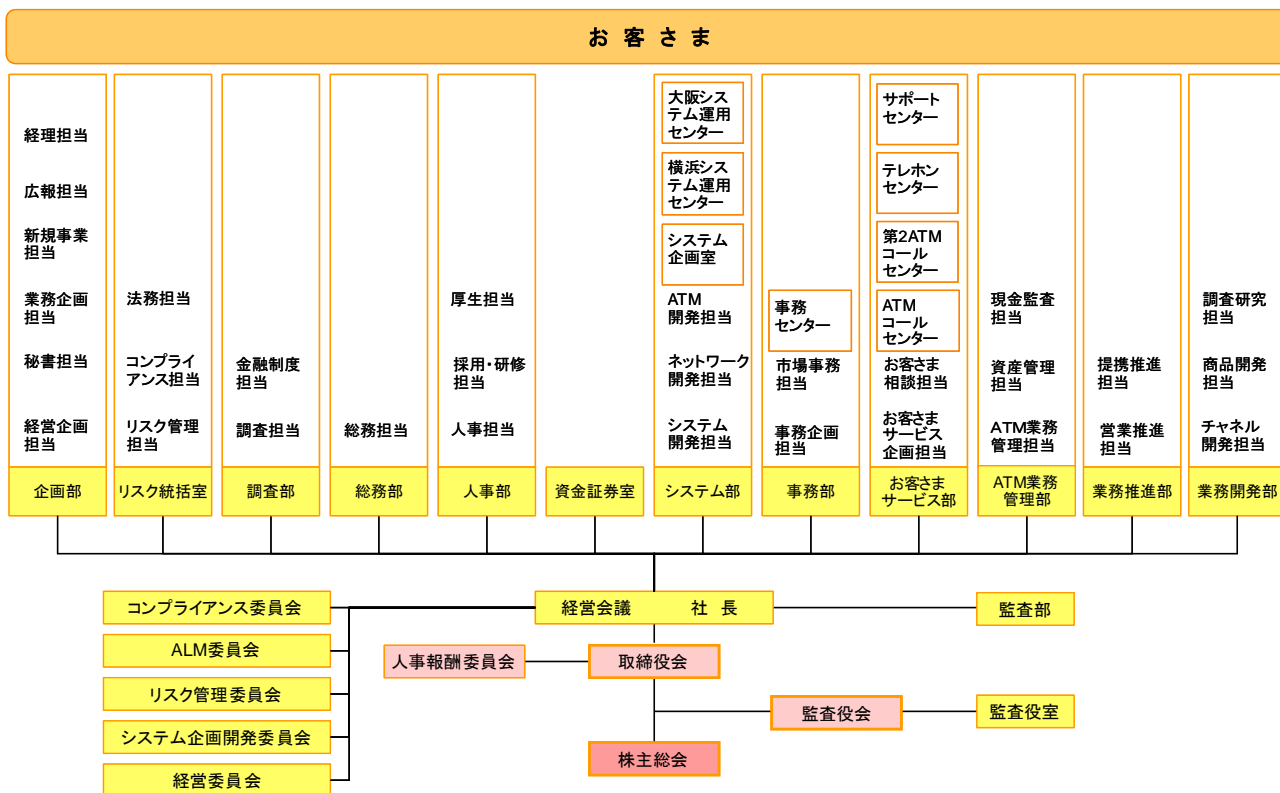 お客さま
経理担当
広報担当
新規事業
担当
業務企画
担当
秘書担当
経営企画
担当
企画部
法務担当
コンプライ
アンス担当
リスク管理
担当
リスク統括室
金融制度
担当
調査担当
調査部
総務担当
総務部
厚生担当
採用・研修
担当
人事担当
人事部
資金証券室
大阪シス
テム運用
センター
横浜シス
テム運用
センター
システム
企画室
ATM
開発担当
ネットワーク
開発担当
システム
開発担当
システム部
事務
センター
市場事務
担当
事務企画
担当
事務部
サポート
センター
テレホン
センター
第2ATM
コール
センター
ATM
コール
センター
お客さま
相談担当
お客さま
サービス
企画担当
お客さま
サービス部
現金監査
担当
資産管理
担当
ATM業務
管理担当
ATM業務
管理部
提携推進
担当
営業推進
担当
業務推進部
調査研究
担当
商品開発
担当
チャネル
開発担当
業務開発部
コンプライアンス委員会
ALM委員会
リスク管理委員会
システム企画開発委員会
経営委員会
経営会議 社長
監査部
人事報酬委員会
取締役会
監査役会
監査役室
株主総会